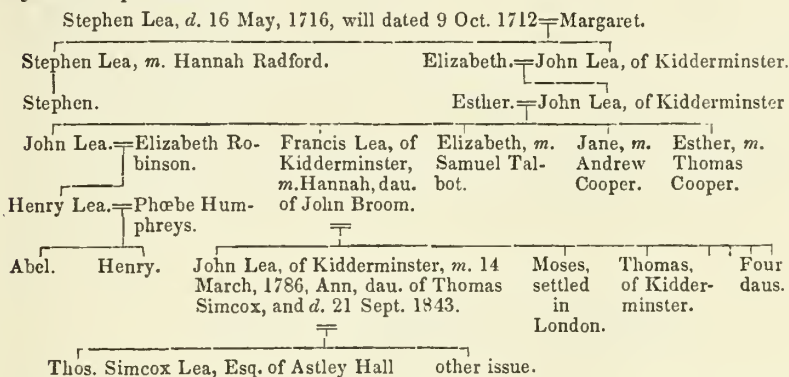 Stephen Lea, d. 16 May, 1716, will dated 9 Oct. 1712=Margaret.
Stephen Lea, m. Hannah Radford. Elizabeth.=John Lea, of Kidderminster.
Stephen. Esther.=John Lea, of Kidderminster
John Lea.=Elizabeth Ro- Francis Lea, of Elizabeth, m. Jane, m. Esther, m.
binson. Kidderminster, Samuel Tal- Andrew Thomas
m. Hannah, dau. bot. Cooper. Cooper.
Henry Lea.=Phœbe Hum- of John Broom.
phreys.
Abel. Henry. John Lea, of Kidderminster, m. 14 Moses, Thomas, Four
March, 1786, Ann, dau. of Thomas settled of Kidder- daus.
Simcox, and d. 21 Sept. 1843. in minster.
London.
Thos. Simcox Lea, Esq. of Astley Hall other issue.